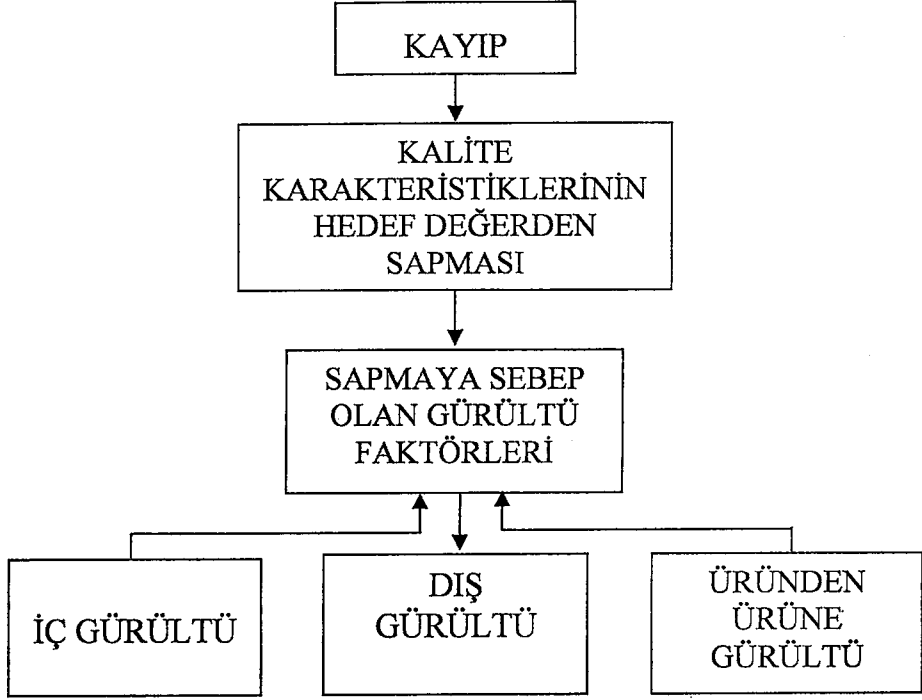 KAYIP
KALİTE
KARAKTERİSTİKLERİNİN
HEDEF DEĞERDEN
SAPMASI
SAPMAYA SEBEP
OLAN GÜRÜLTÜ
FAKTÖRLERİ
İÇ GÜRÜLTÜ
DIŞ
GÜRÜLTÜ
ÜRÜNDEN
ÜRÜNE
GÜRÜLTÜ